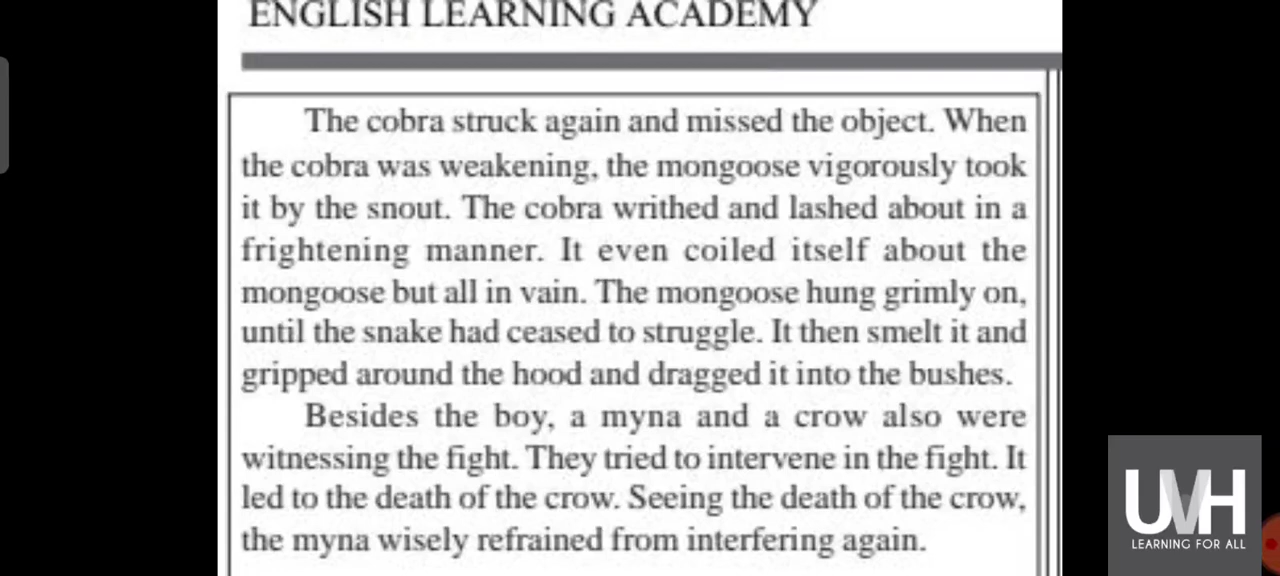 ENGLISH LEARNING ACADEMY
The cobra struck again and missed the object. When
the cobra was weakening, the mongoose vigorously took
it by the snout. The cobra writhed and lashed about in a
frightening manner. It even coiled itself about the
mongoose but all in vain. The mongoose hung grimly on,
until the snake had ceased to struggle. It then smelt it and
gripped around the hood and dragged it into the bushes.
Besides the boy, a myna and a crow also were
witnessing the fight. They tried to intervene in the fight. It
led to the death of the crow. Seeing the death of the crow,
the myna wisely refrained from interfering again.
UVH
LEARNING FOR ALL